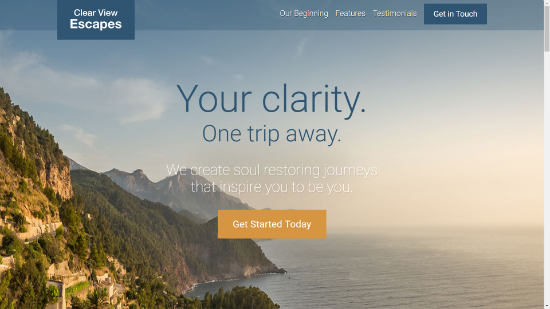 Clear View
Escapes
Our Beginning
Features
Testimonials
Get in Touch
Your clarity.
One trip away.
We create soul restoring journeys
that inspire you to be you.
Get Started Today